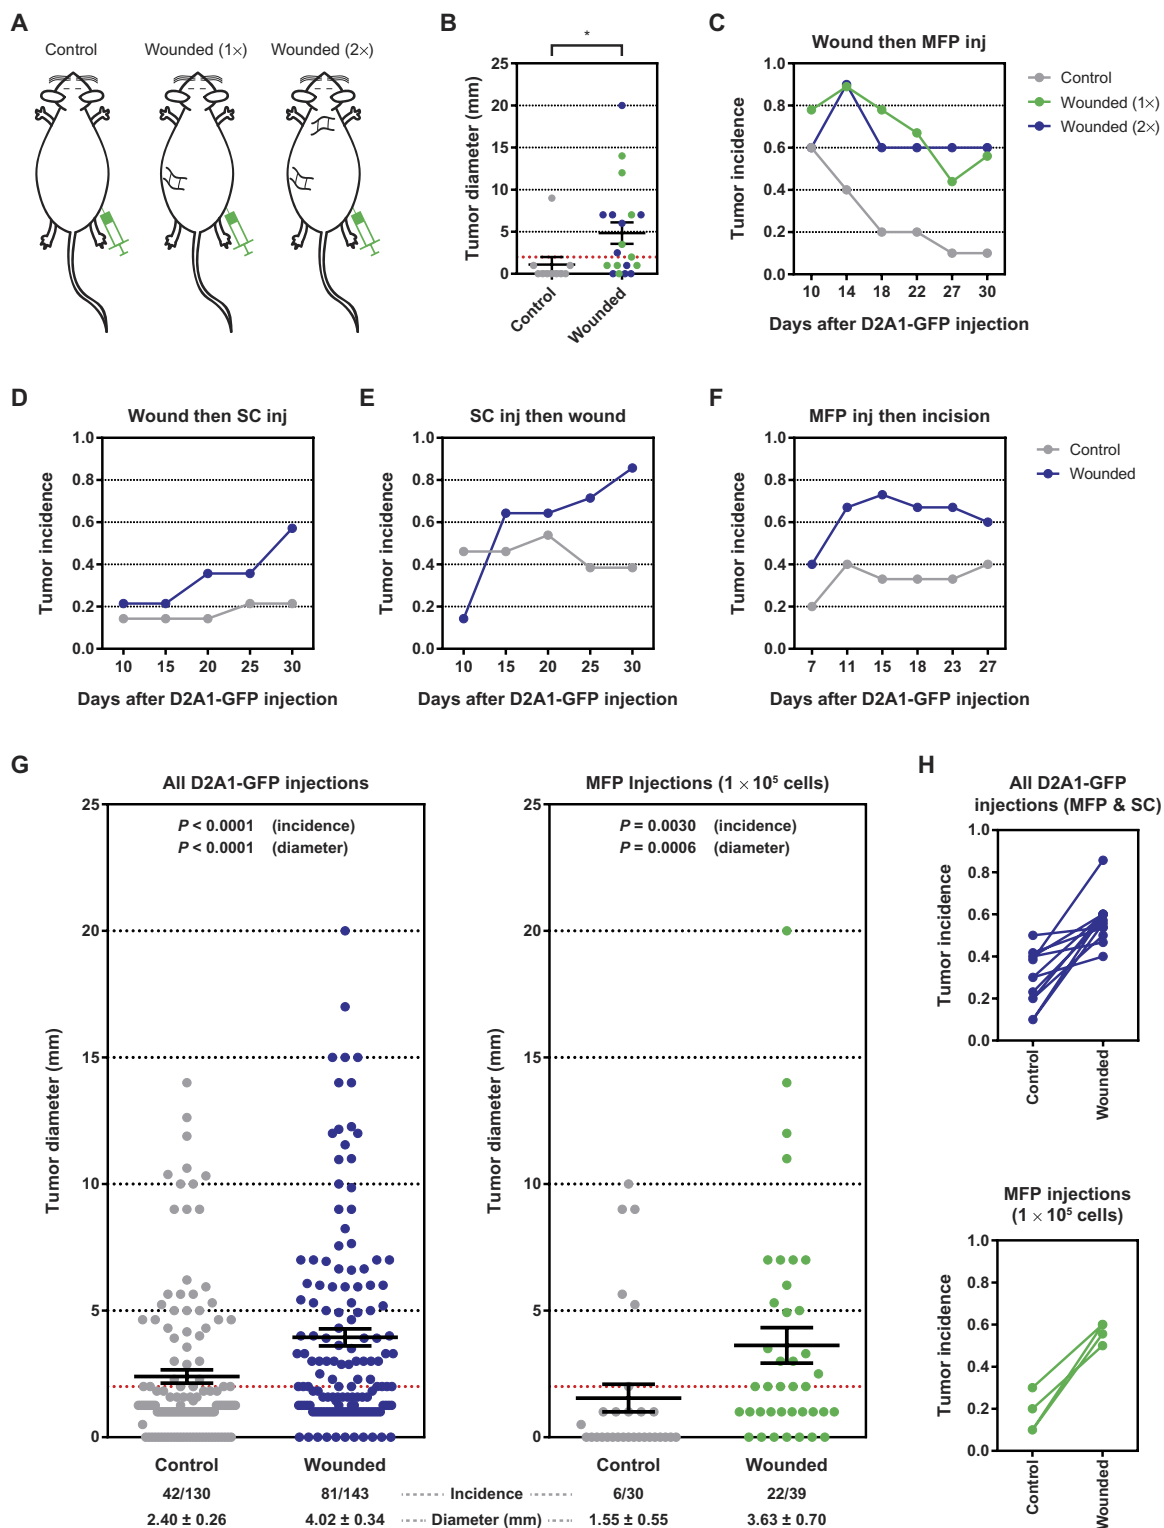 A
Control
Wounded (1×)
Wounded (2×)
B
*
Tumor diameter (mm)
25
20
15
10
5
0
Control
Wounded
C
Wound then MFP inj
Tumor incidence
1.0
0.8
0.6
0.4
0.2
0.0
10 14 18 22 27 30
Days after D2A1-GFP injection
Control
Wounded (1×)
Wounded (2×)
D
Wound then SC inj
Tumor incidence
1.0
0.8
0.6
0.4
0.2
0.0
10 15 20 25 30
Days after D2A1-GFP injection
E
SC inj then wound
Tumor incidence
1.0
0.8
0.6
0.4
0.2
0.0
10 15 20 25 30
Days after D2A1-GFP injection
F
MFP inj then incision
Tumor incidence
1.0
0.8
0.6
0.4
0.2
0.0
7 11 15 18 23 27
Days after D2A1-GFP injection
Control
Wounded
G
All D2A1-GFP injections
P < 0.0001 (incidence)
P < 0.0001 (diameter)
Tumor diameter (mm)
25
20
15
10
5
0
Control Wounded
MFP Injections (1 × 10⁵ cells)
P = 0.0030 (incidence)
P = 0.0006 (diameter)
Tumor diameter (mm)
25
20
15
10
5
0
Control Wounded
42/130 81/143 Incidence 6/30 22/39
2.40 ± 0.26 4.02 ± 0.34 Diameter (mm) 1.55 ± 0.55 3.63 ± 0.70
H
All D2A1-GFP
injections (MFP & SC)
Tumor incidence
1.0
0.8
0.6
0.4
0.2
0.0
Control
Wounded
MFP injections
(1 × 10⁵ cells)
Tumor incidence
1.0
0.8
0.6
0.4
0.2
0.0
Control
Wounded